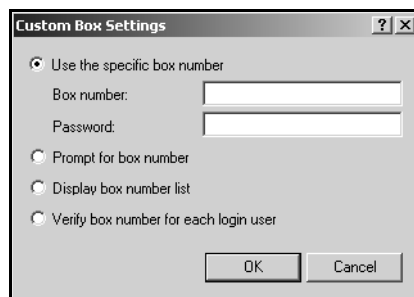 Custom Box Settings
Use the specific box number
Box number:
Password:
Prompt for box number
Display box number list
Verify box number for each login user
OK Cancel